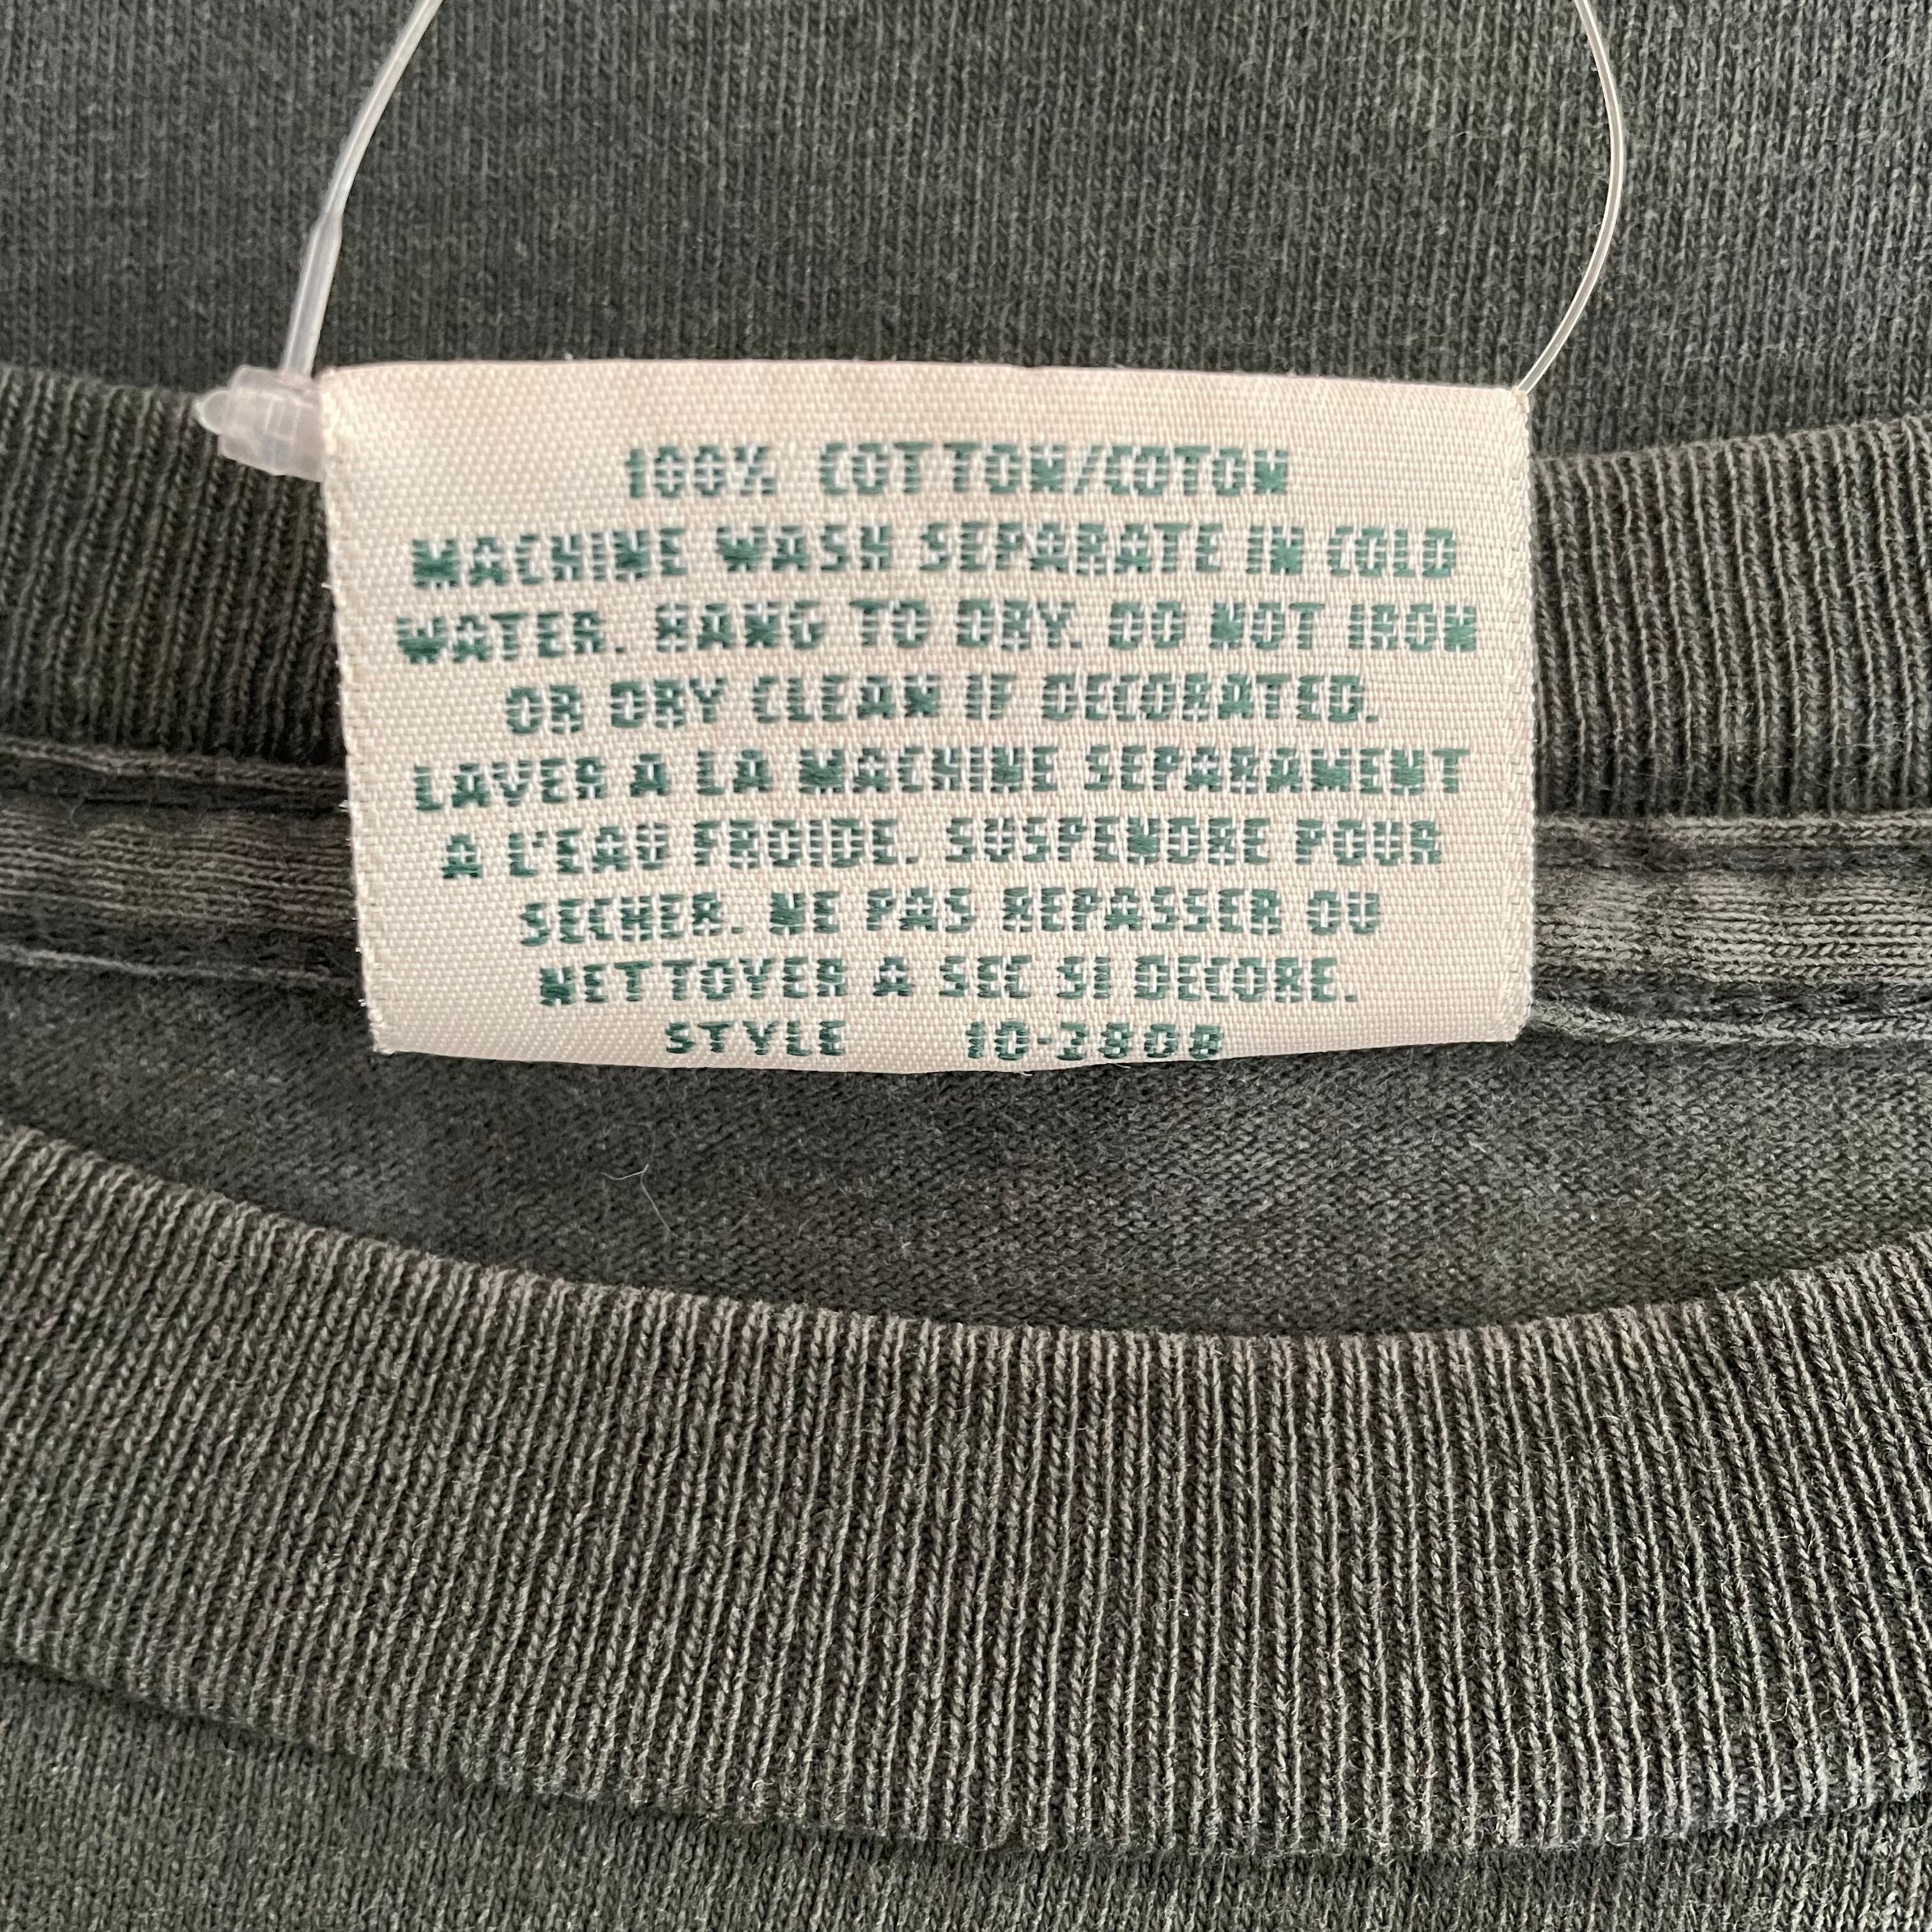 100% COTTON/COTON
MACHINE WASH SEPARATE IN COLD
WATER. HANG TO DRY. DO NOT IRON
OR DRY CLEAN IF DECORATED.
LAVER A LA MACHINE SEPARAMENT
A L'EAU FROIDE. SUSPENDRE POUR
SECHER. NE PAS REPASSER OU
NETTOYER A SEC SI DECORE.
STYLE 10-2808